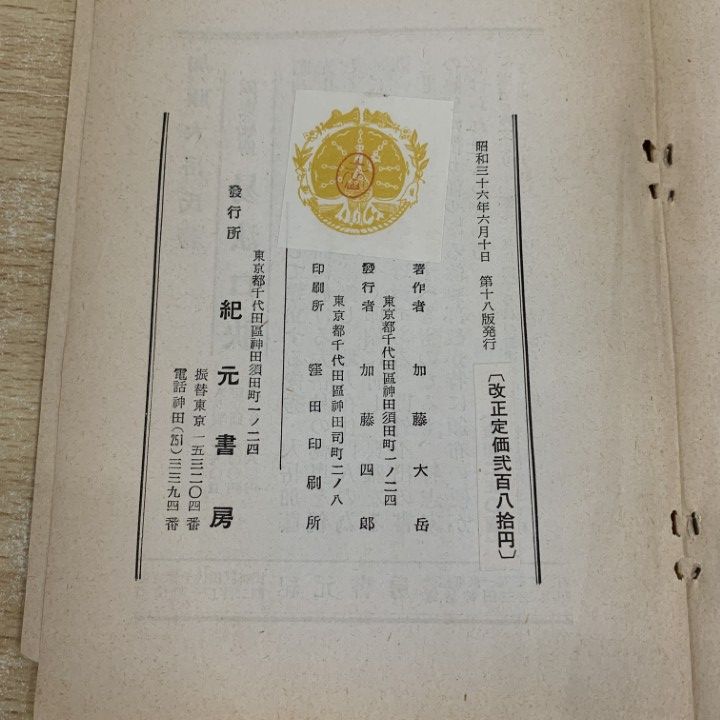 昭和三十六年六月十日　第十八版発行
〔改正定価弐百八拾円〕
著作者　加藤大岳
東京都千代田區神田須田町一ノ二四
發行者　加藤四郎
東京都千代田區神田司町二ノ八
印刷所　窪田印刷所
東京都千代田區神田須田町一ノ二四
發行所　紀元書房
振替東京一五三二〇四番
電話神田(251)三三九四番